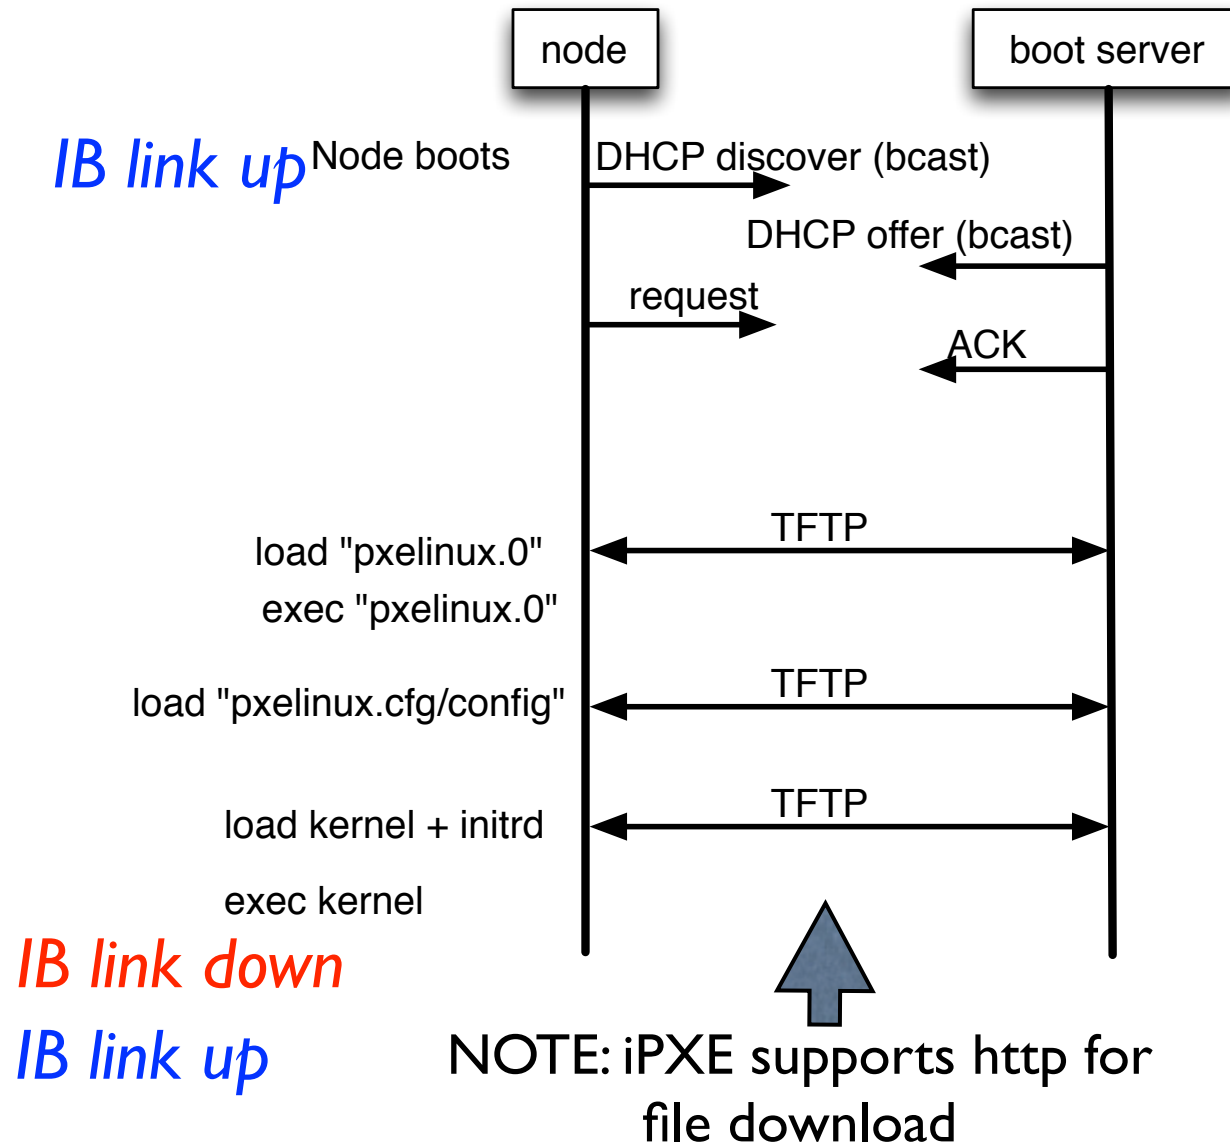 node
boot server
IB link up
Node boots
DHCP discover (bcast)
DHCP offer (bcast)
request
ACK
TFTP
load "pxelinux.0"
exec "pxelinux.0"
TFTP
load "pxelinux.cfg/config"
TFTP
load kernel + initrd
exec kernel
IB link down
IB link up
NOTE: iPXE supports http for
file download